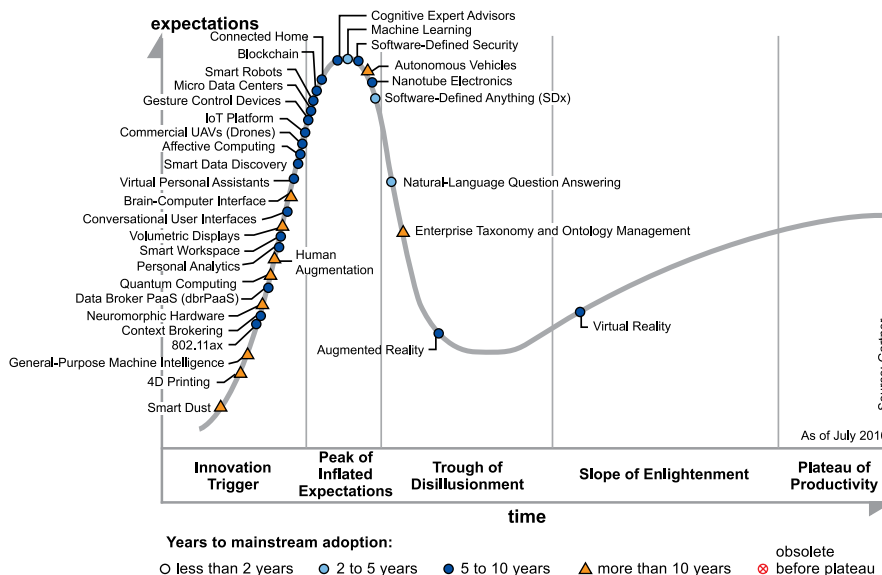 expectations
Cognitive Expert Advisors
Machine Learning
Software-Defined Security
Autonomous Vehicles
Nanotube Electronics
Software-Defined Anything (SDx)
Connected Home
Blockchain
Smart Robots
Micro Data Centers
Gesture Control Devices
IoT Platform
Commercial UAVs (Drones)
Affective Computing
Smart Data Discovery
Virtual Personal Assistants
Brain-Computer Interface
Conversational User Interfaces
Volumetric Displays
Smart Workspace
Personal Analytics
Human
Augmentation
Quantum Computing
Data Broker PaaS (dbrPaaS)
Neuromorphic Hardware
Context Brokering
802.11ax
General-Purpose Machine Intelligence
4D Printing
Smart Dust
Natural-Language Question Answering
Enterprise Taxonomy and Ontology Management
Augmented Reality
Virtual Reality
As of July 2016
Innovation
Trigger
Peak of
Inflated
Expectations
Trough of
Disillusionment
Slope of Enlightenment
Plateau of
Productivity
time
Years to mainstream adoption:
less than 2 years
2 to 5 years
5 to 10 years
more than 10 years
obsolete
before plateau